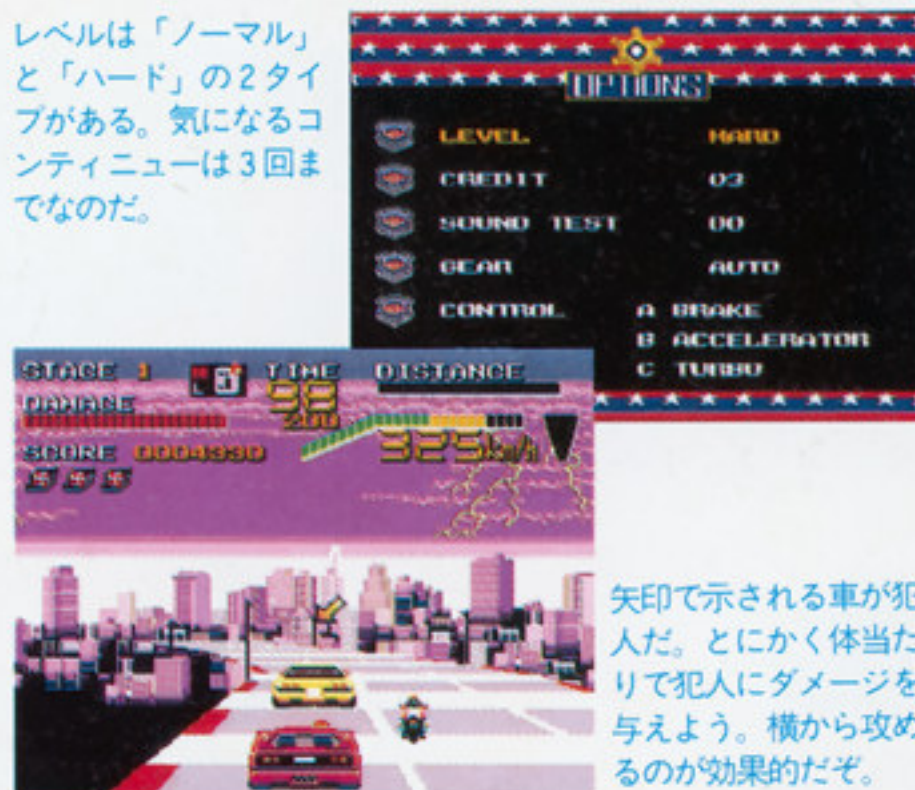 レベルは「ノーマル」
と「ハード」の2タイ
プがある。気になるコ
ンティニューは3回ま
でなのだ。
OPTIONS
LEVEL HARD
CREDIT 03
SOUND TEST 00
GEAR AUTO
CONTROL A BRAKE
B ACCELERATOR
C TURBO
STAGE 1 TIME DISTANCE
DAMAGE 98
200
SCORE 0004330 325km/h
矢印で示される車が犯
人だ。とにかく体当た
りで犯人にダメージを
与えよう。横から攻め
るのが効果的だぞ。